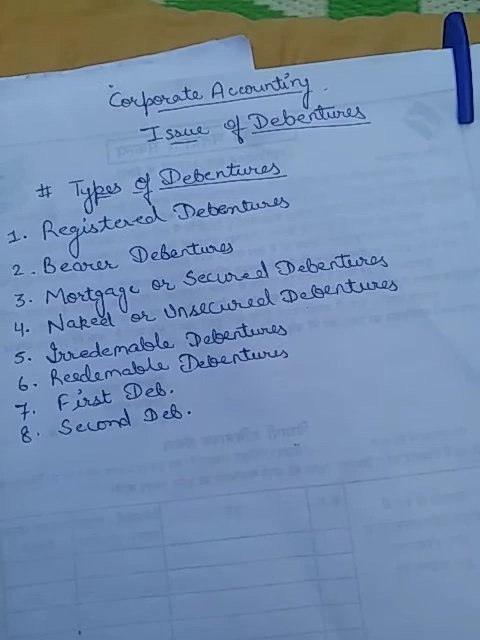 Corporate Accounting.
Issue of Debentures
# Types of Debentures
1. Registered Debentures
2. Bearer Debentures
3. Mortgage or Secured Debentures
4. Naked or Unsecured Debentures
5. Irredemable Debentures
6. Reedemable Debentures
7. First Deb.
8. Second Deb.